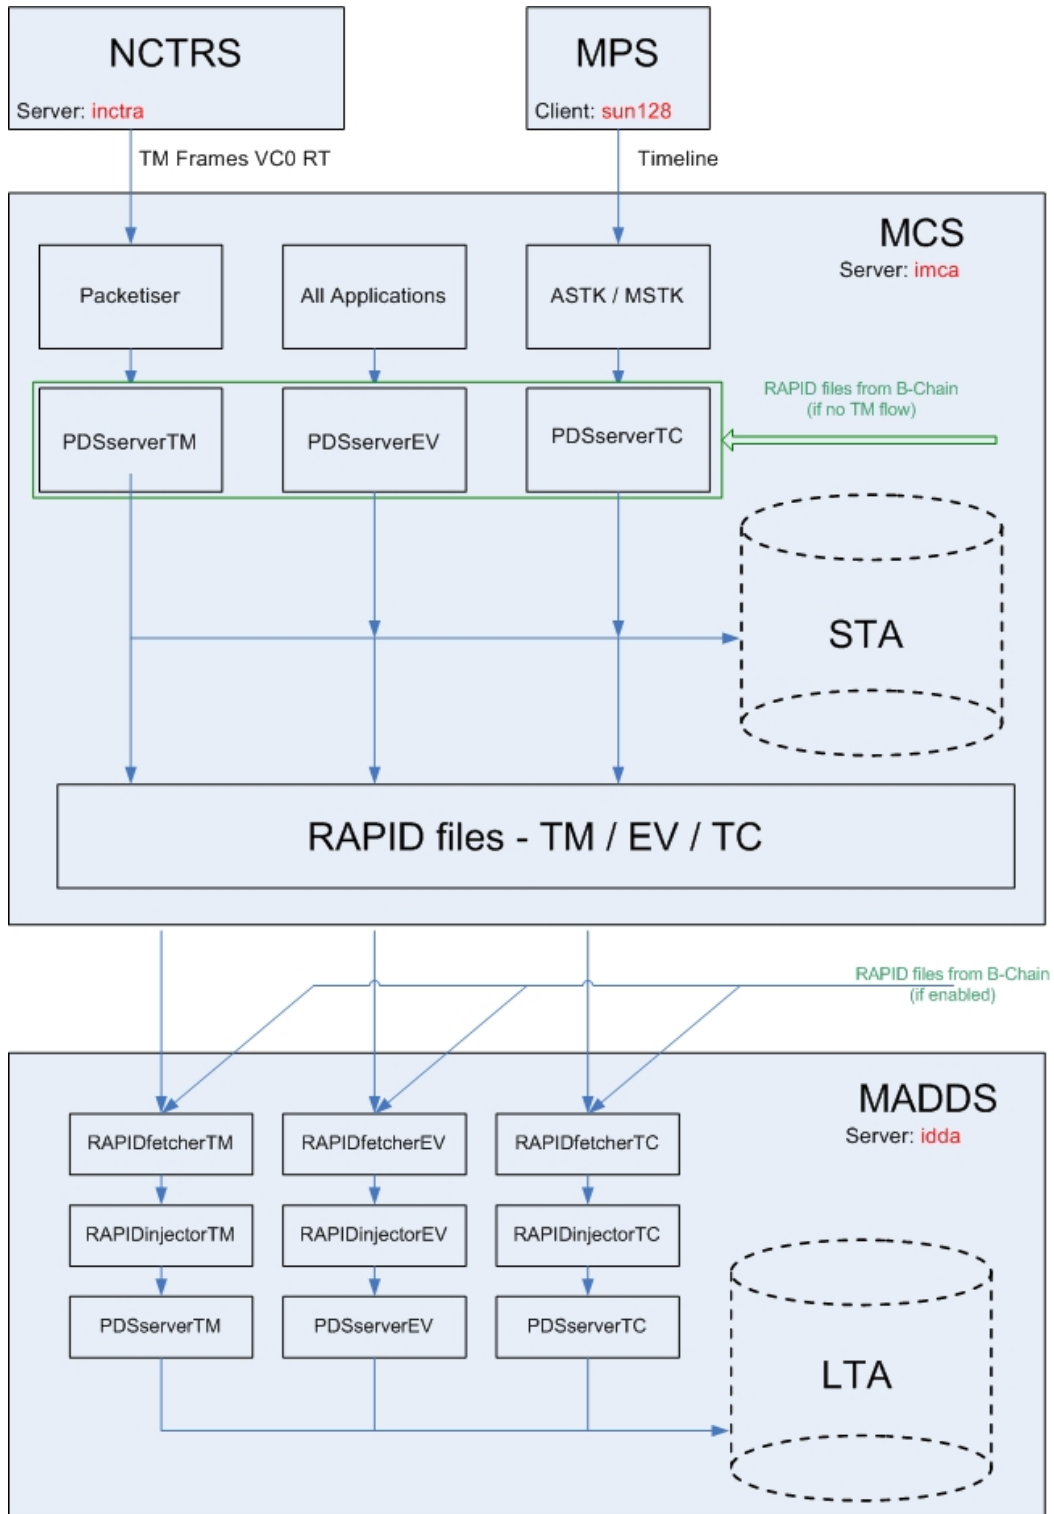 NCTRS
Server: inctra
MPS
Client: sun128
TM Frames VC0 RT
Timeline
MCS
Server: imca
Packetiser
All Applications
ASTK / MSTK
RAPID files from B-Chain
(if no TM flow)
PDSserverTM
PDSserverEV
PDSserverTC
STA
RAPID files - TM / EV / TC
RAPID files from B-Chain
(if enabled)
MADDS
Server: idda
RAPIDfetcherTM
RAPIDfetcherEV
RAPIDfetcherTC
RAPIDinjectorTM
RAPIDinjectorEV
RAPIDinjectorTC
PDSserverTM
PDSserverEV
PDSserverTC
LTA